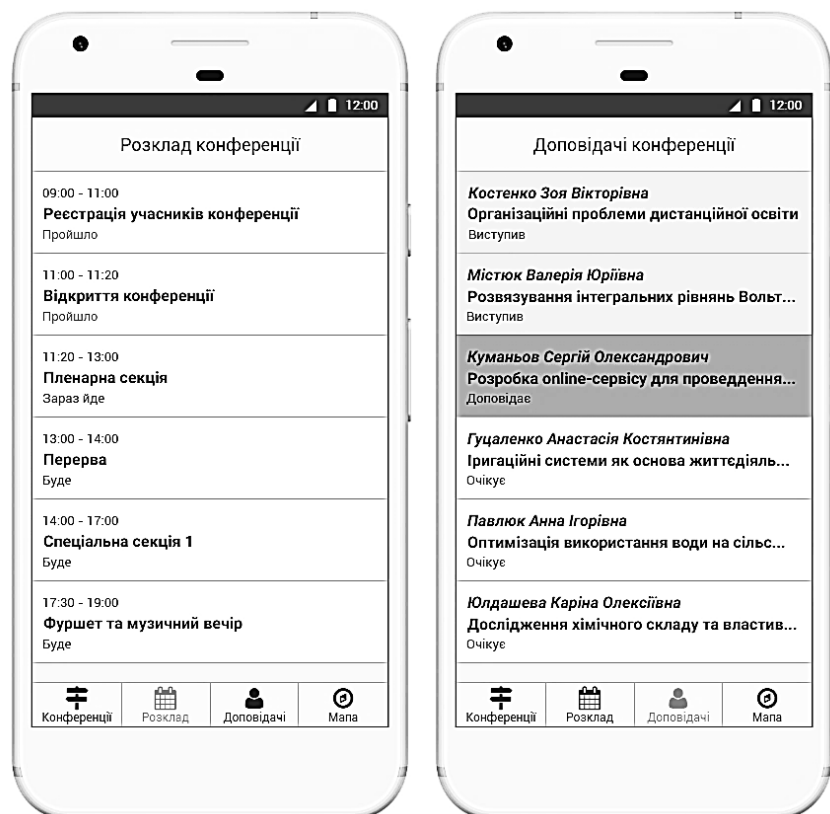 12:00
Розклад конференції
09:00 - 11:00
Реєстрація учасників конференції
Пройшло
11:00 - 11:20
Відкриття конференції
Пройшло
11:20 - 13:00
Пленарна секція
Зараз йде
13:00 - 14:00
Перерва
Буде
14:00 - 17:00
Спеціальна секція 1
Буде
17:30 - 19:00
Фуршет та музичний вечір
Буде
Конференції Розклад Доповідачі Мапа
12:00
Доповідачі конференції
Костенко Зоя Вікторівна
Організаційні проблеми дистанційної освіти
Виступив
Містюк Валерія Юріївна
Розвязування інтегральних рівнянь Вольт...
Виступив
Куманьов Сергій Олександрович
Розробка online-сервісу для проведдення...
Доповідає
Гуцаленко Анастасія Костянтинівна
Іригаційні системи як основа життєдіяль...
Очікує
Павлюк Анна Ігорівна
Оптимізація використання води на сільс...
Очікує
Юлдашева Каріна Олексіївна
Дослідження хімічного складу та властив...
Очікує
Конференції Розклад Доповідачі Мапа